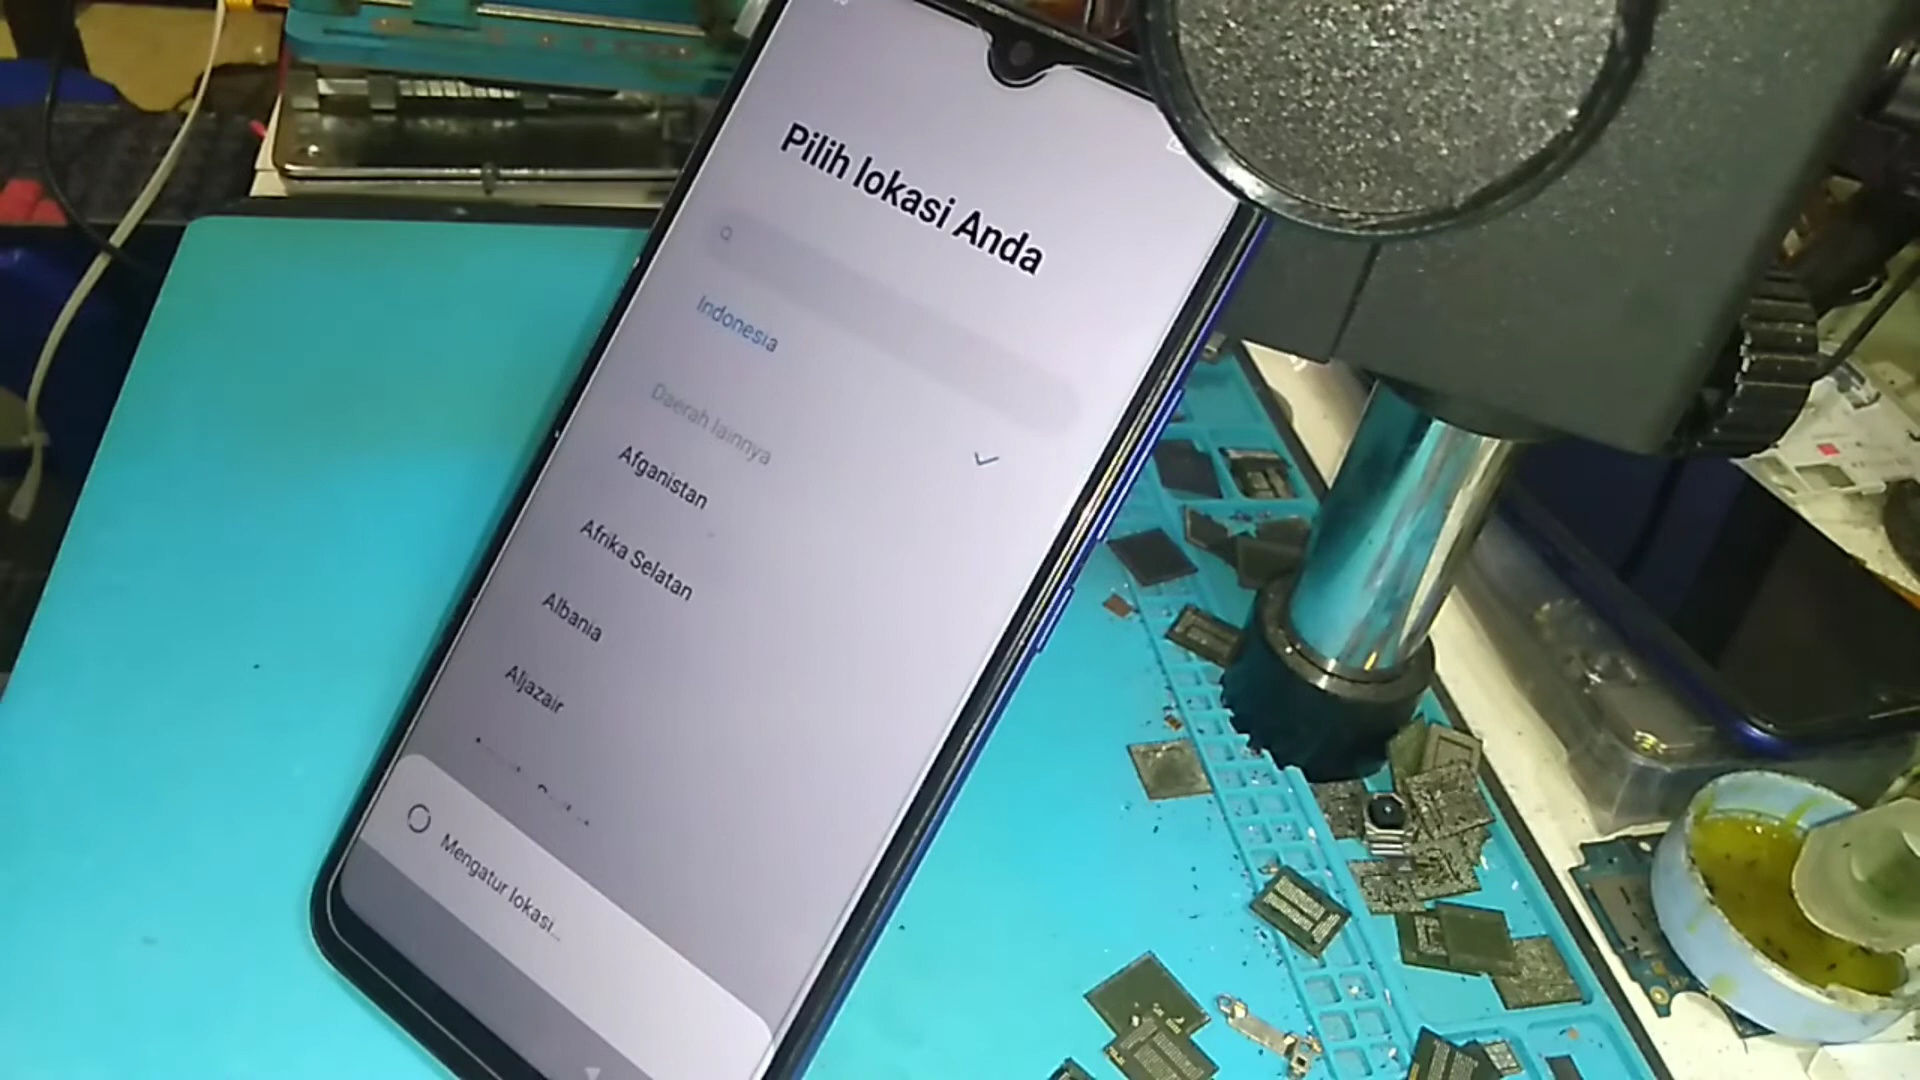 Pilih lokasi Anda
Indonesia
Daerah lainnya
Afganistan
Afrika Selatan
Albania
Aljazair
Mengatur lokasi...